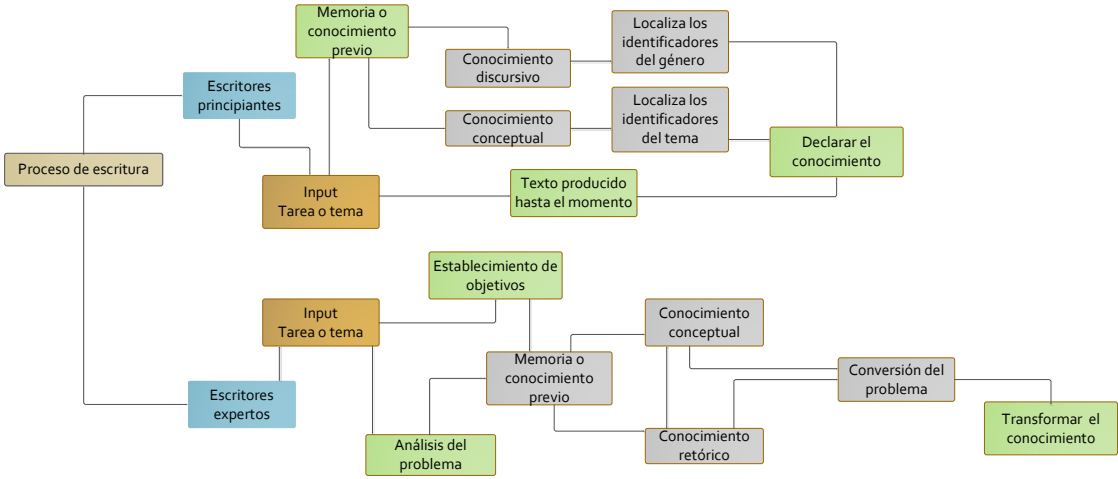 Proceso de escritura
Escritores
principiantes
Memoria o
conocimiento
previo
Conocimiento
discursivo
Localiza los
identificadores
del género
Conocimiento
conceptual
Localiza los
identificadores
del tema
Declarar el
conocimiento
Input
Tarea o tema
Texto producido
hasta el momento
Establecimiento de
objetivos
Input
Tarea o tema
Escritores
expertos
Análisis del
problema
Memoria o
conocimiento
previo
Conocimiento
conceptual
Conocimiento
retórico
Conversión del
problema
Transformar el
conocimiento